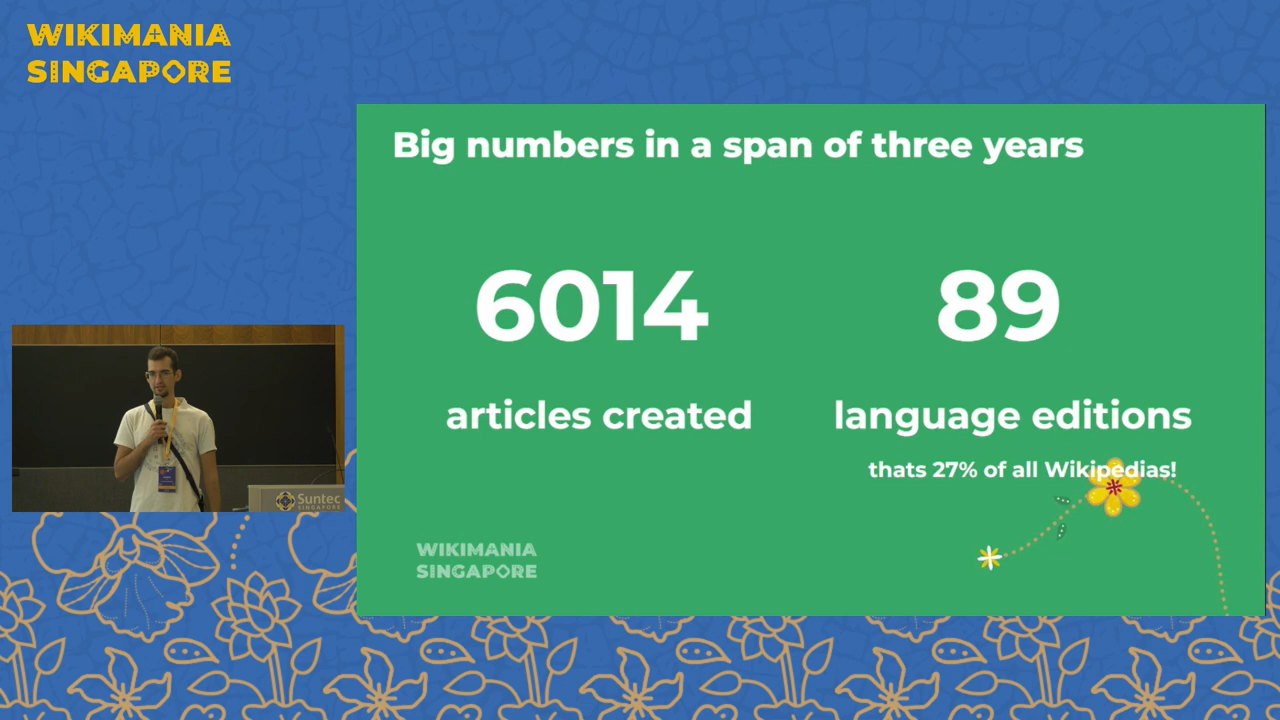 WIKIMANIA
SINGAPORE
Big numbers in a span of three years
6014
89
articles created
language editions
thats 27% of all Wikipedias!
WIKIMANIA
SINGAPORE
Suntec
SINGAPORE